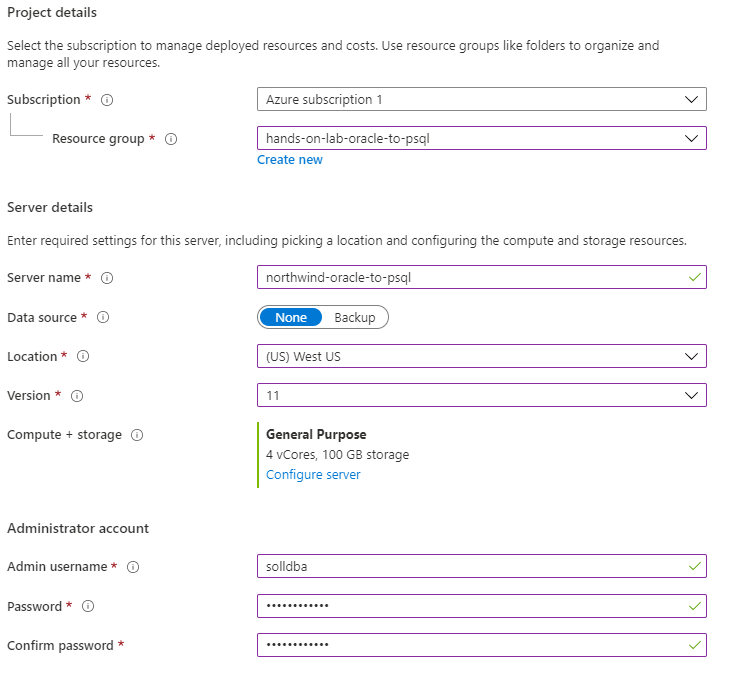 Project details
Select the subscription to manage deployed resources and costs. Use resource groups like folders to organize and
manage all your resources.
Subscription *
Azure subscription 1
Resource group *
hands-on-lab-oracle-to-psql
Create new
Server details
Enter required settings for this server, including picking a location and configuring the compute and storage resources.
Server name *
northwind-oracle-to-psql
Data source *
None
Backup
Location *
(US) West US
Version *
11
Compute + storage
General Purpose
4 vCores, 100 GB storage
Configure server
Administrator account
Admin username *
solldba
Password *
••••••••••••
Confirm password *
••••••••••••